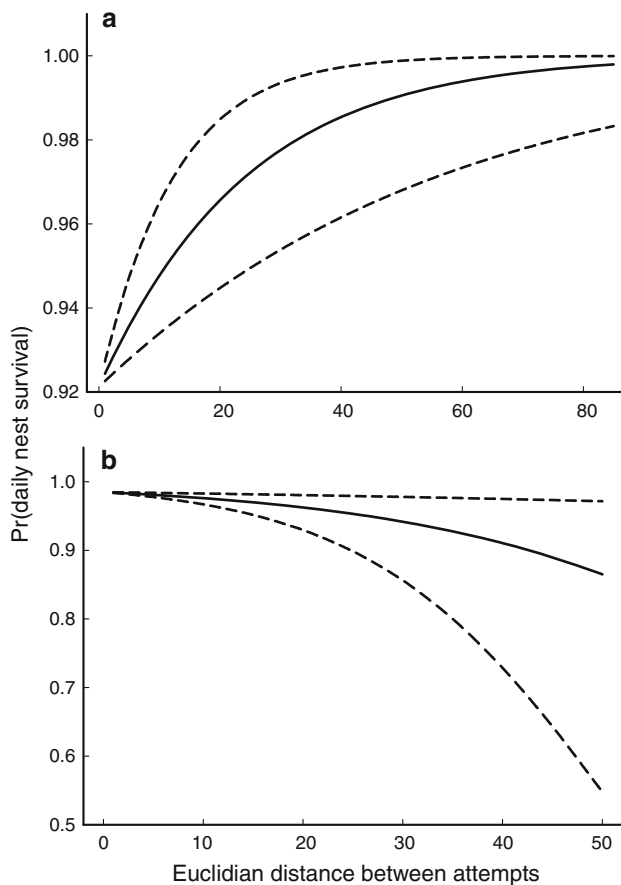 a
1.00
0.98
0.96
0.94
0.92
0 20 40 60 80
b
1.0
0.9
0.8
0.7
0.6
0.5
0 10 20 30 40 50
Pr(daily nest survival)
Euclidian distance between attempts